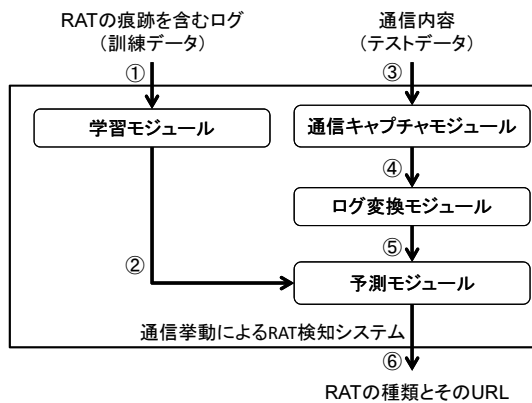 RATの痕跡を含むログ
（訓練データ）
通信内容
（テストデータ）
①
③
学習モジュール
通信キャプチャモジュール
④
ログ変換モジュール
②
⑤
予測モジュール
通信挙動によるRAT検知システム
⑥
RATの種類とそのURL